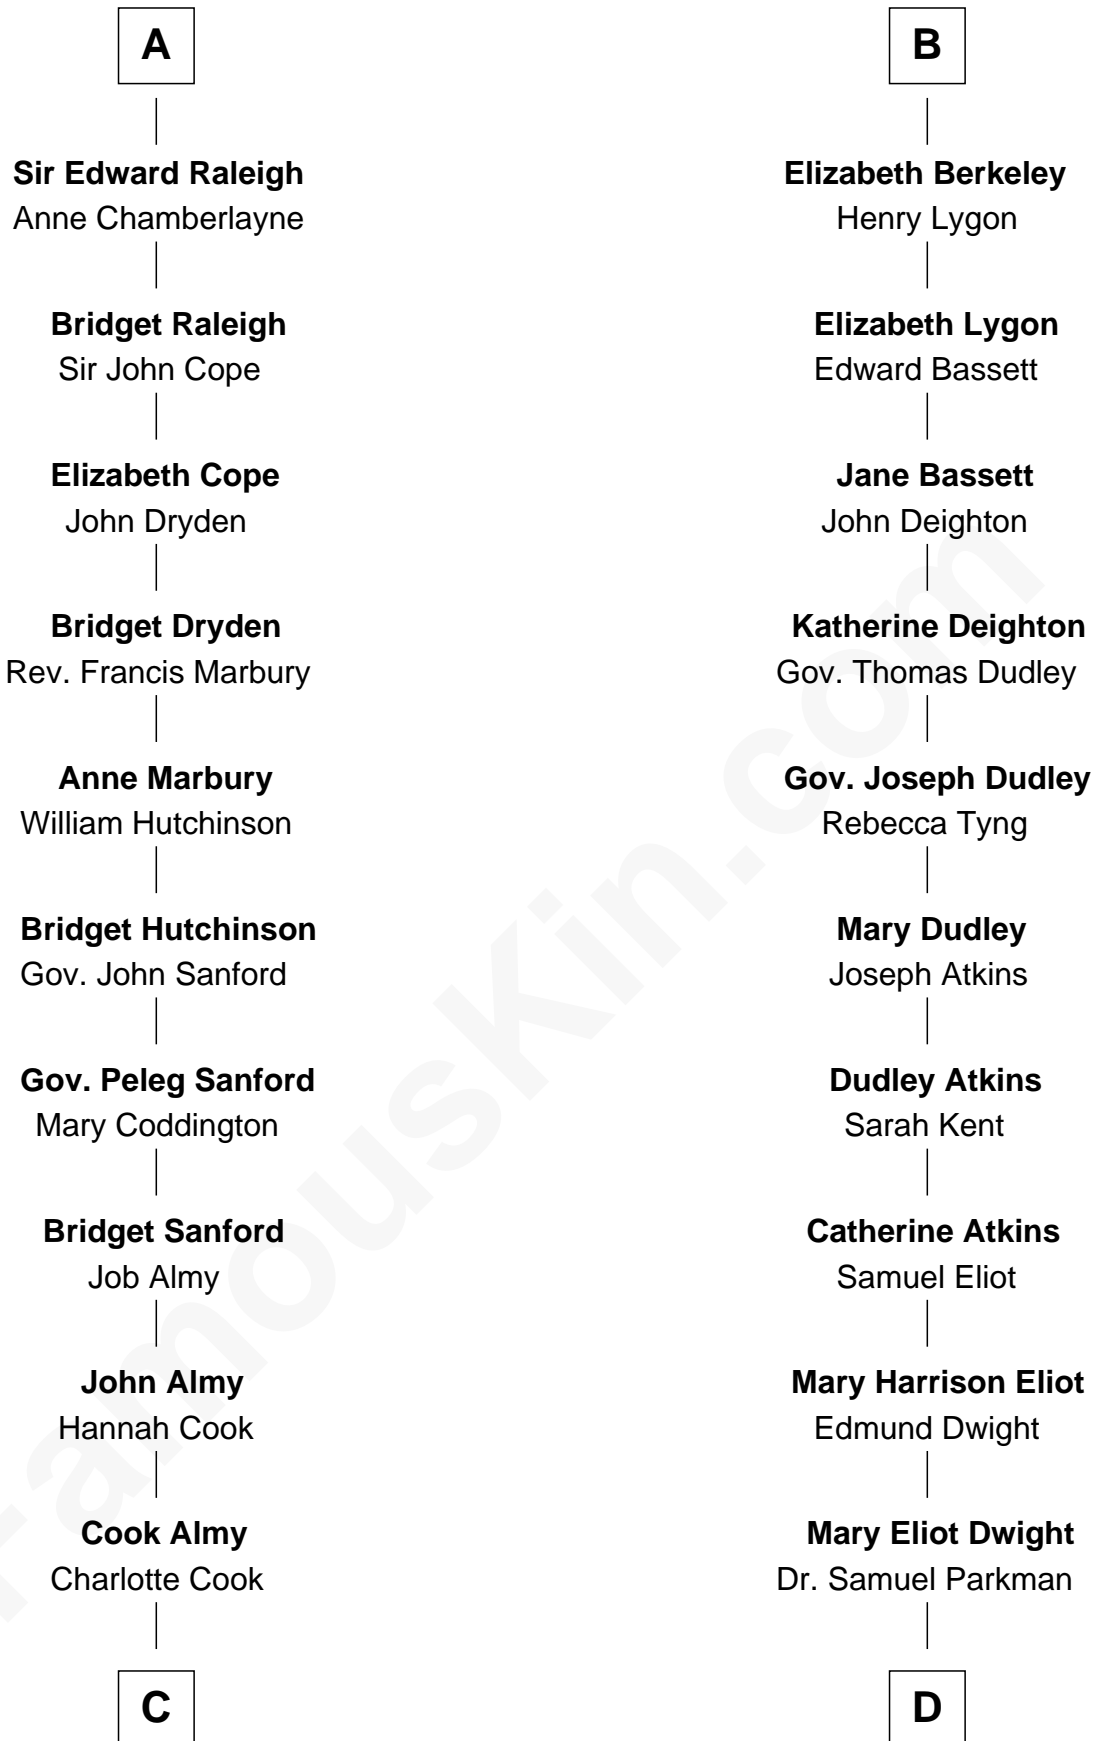 A
Sir Edward Raleigh
Anne Chamberlayne
Bridget Raleigh
Sir John Cope
Elizabeth Cope
John Dryden
Bridget Dryden
Rev. Francis Marbury
Anne Marbury
William Hutchinson
Bridget Hutchinson
Gov. John Sanford
Gov. Peleg Sanford
Mary Coddington
Bridget Sanford
Job Almy
John Almy
Hannah Cook
Cook Almy
Charlotte Cook
C
B
Elizabeth Berkeley
Henry Lygon
Elizabeth Lygon
Edward Bassett
Jane Bassett
John Deighton
Katherine Deighton
Gov. Thomas Dudley
Gov. Joseph Dudley
Rebecca Tyng
Mary Dudley
Joseph Atkins
Dudley Atkins
Sarah Kent
Catherine Atkins
Samuel Eliot
Mary Harrison Eliot
Edmund Dwight
Mary Eliot Dwight
Dr. Samuel Parkman
D
FamousKin.com